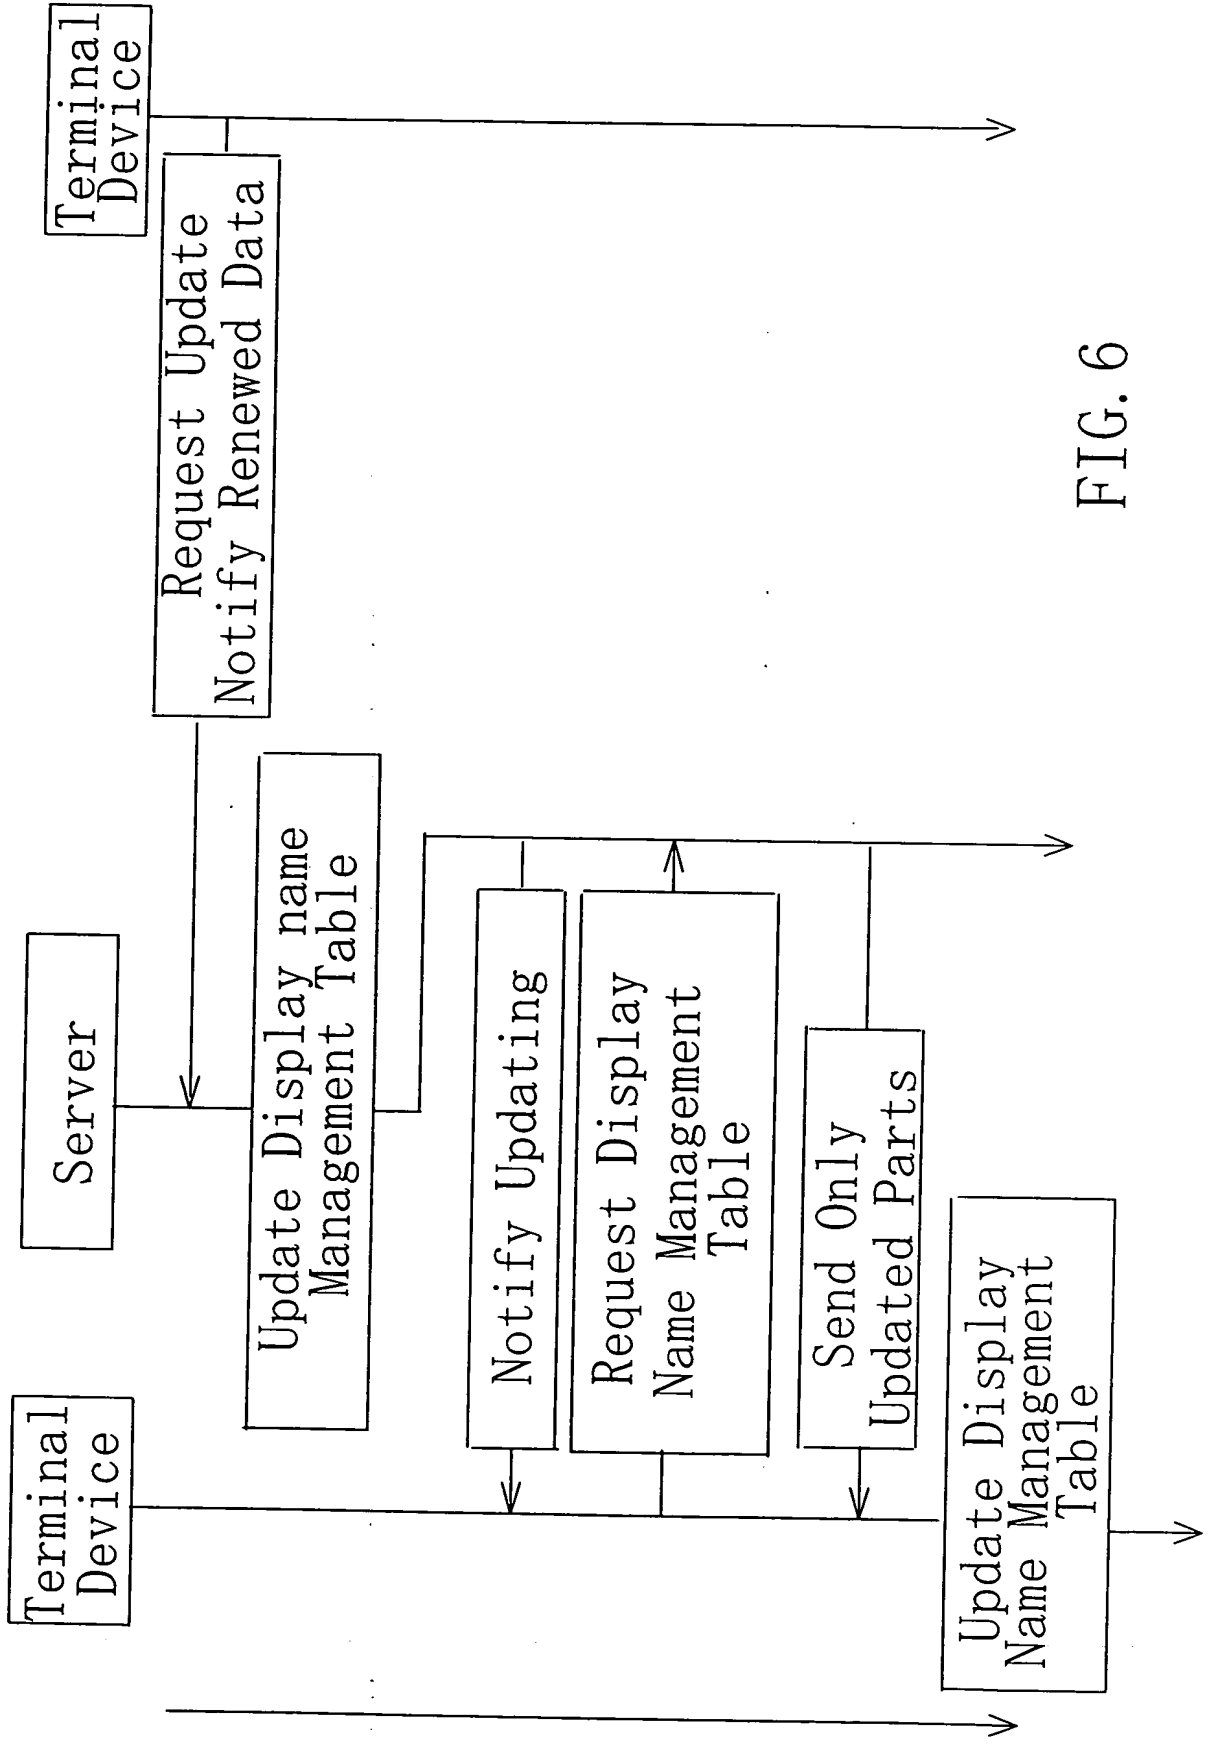 Terminal
Device
Server
Terminal
Device
Request Update
Notify Renewed Data
Update Display name
Management Table
Notify Updating
Request Display
Name Management
Table
Send Only
Updated Parts
Update Display
Name Management
Table
FIG. 6